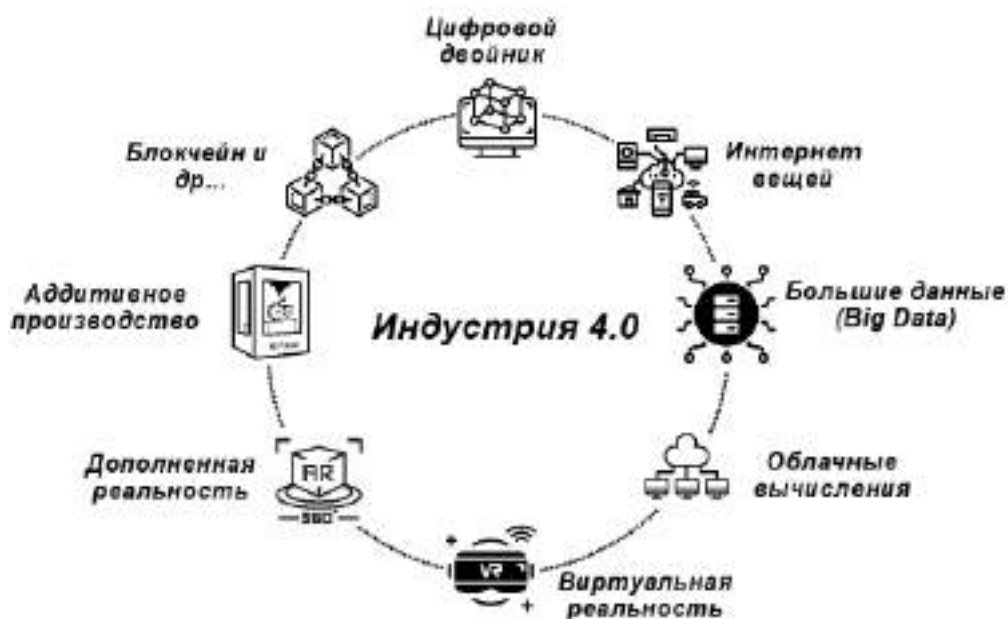 Цифровой
двойник
Интернет
вещей
Большие данные
(Big Data)
Облачные
вычисления
Виртуальная
реальность
VR
Дополненная
реальность
AR
360°
Аддитивное
производство
Блокчейн и
др...
Индустрия 4.0